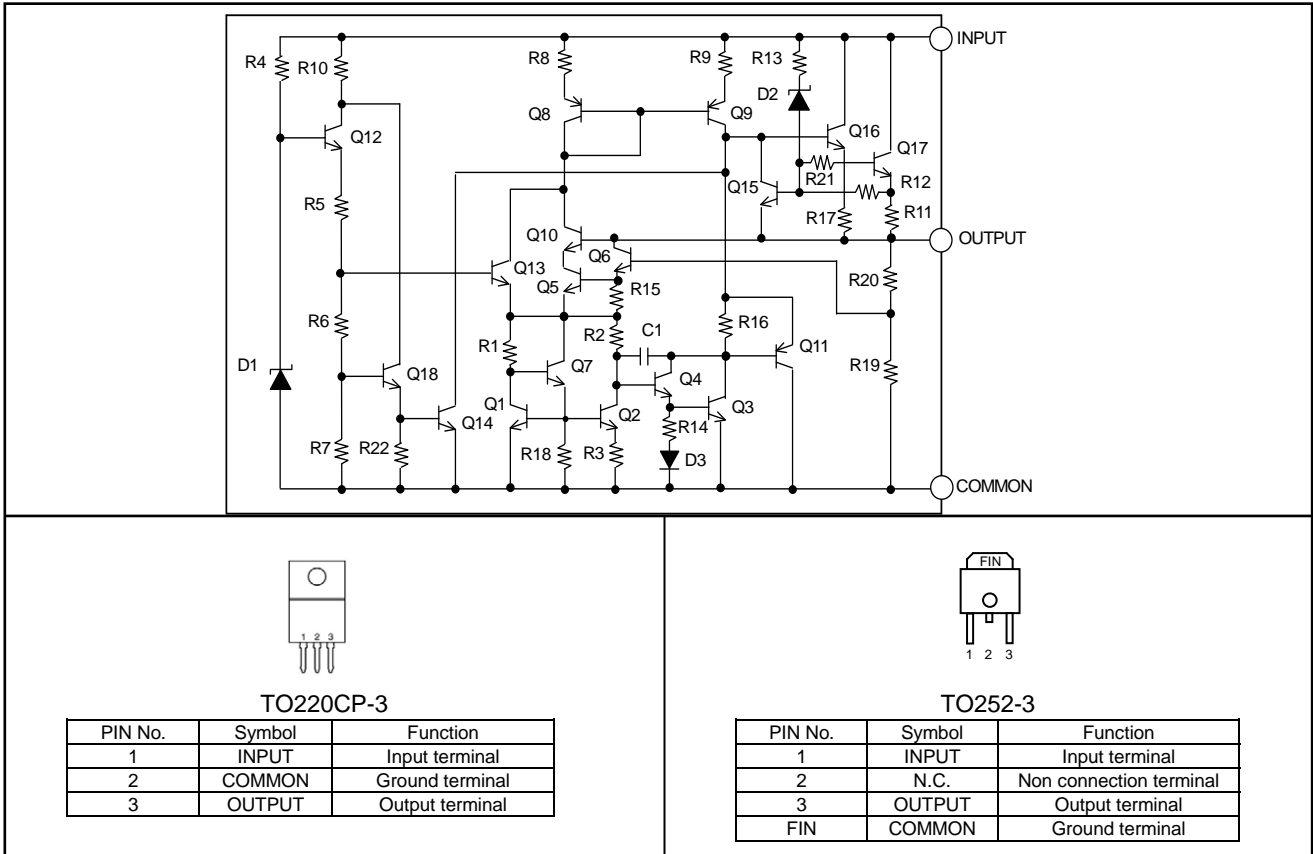 INPUT
R4
R10
R8
R9
R13
D2
Q8
Q9
Q12
Q16
Q17
R21
R12
Q15
R5
R17
R11
Q10
OUTPUT
Q6
Q13
Q5
R15
R20
R6
R2
C1
R16
R1
Q11
D1
Q7
R19
Q18
Q4
Q1
Q2
Q3
Q14
R14
R7
R22
R18
R3
D3
COMMON
1 2 3
TO220CP-3
PIN No. Symbol Function
1 INPUT Input terminal
2 COMMON Ground terminal
3 OUTPUT Output terminal
FIN
1 2 3
TO252-3
PIN No. Symbol Function
1 INPUT Input terminal
2 N.C. Non connection terminal
3 OUTPUT Output terminal
FIN COMMON Ground terminal